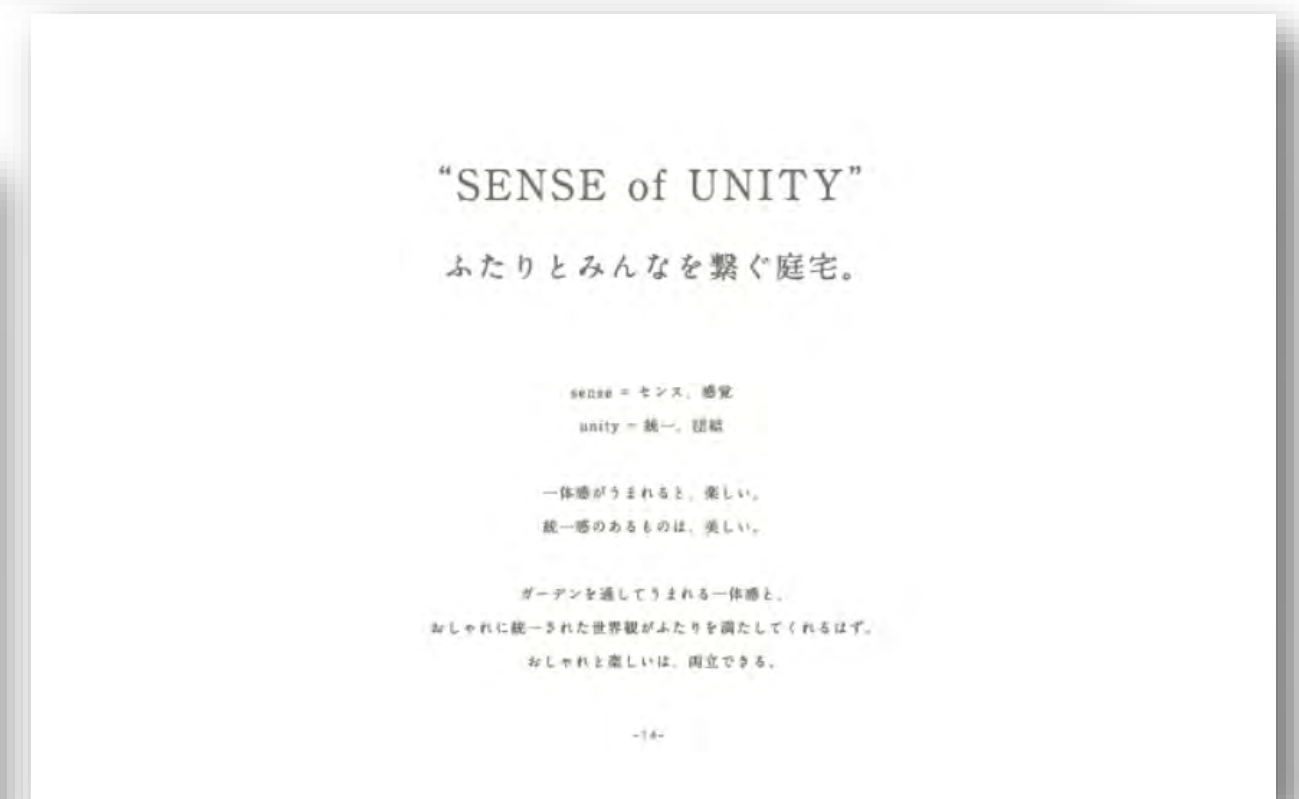 “SENSE of UNITY”
ふたりとみんなを繋ぐ庭宅。
sense = センス、感覚
unity = 統一、団結
一体感がうまれると、楽しい。
統一感のあるものは、美しい。
ガーデンを通してうまれる一体感と、
おしゃれに統一された世界観がふたりを満たしてくれるはず。
おしゃれと楽しいは、両立できる。
-14-